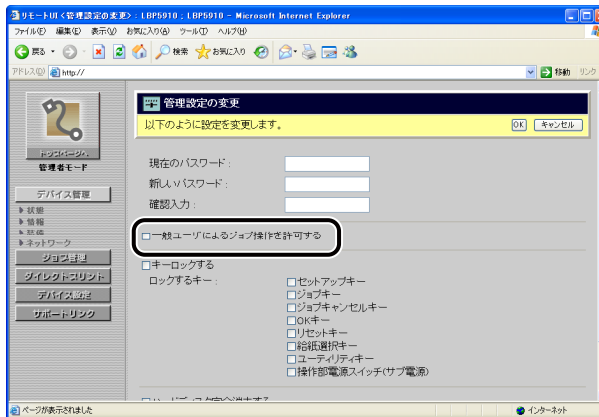 リモートUI <管理設定の変更> : LBP5910 ; LBP5910 - Microsoft Internet Explorer
ファイル(F) 編集(E) 表示(V) お気に入り(A) ツール(T) ヘルプ(H)
戻る 検索 お気に入り
アドレス(D) http:// 移動 リンク
管理設定の変更
以下のように設定を変更します。 OK キャンセル
トップページへ
管理者モード
デバイス管理
状態
情報
ネットワーク
ジョブ管理
ダイレクトプリント
デバイス設定
サポートリンク
現在のパスワード :
新しいパスワード :
確認入力 :
一般ユーザによるジョブ操作を許可する
キーロックする
ロックするキー :
セットアップキー
ジョブキー
ジョブキャンセルキー
OKキー
リセットキー
給紙選択キー
ユーティリティキー
操作部電源スイッチ(サブ電源)
ページが表示されました インターネット